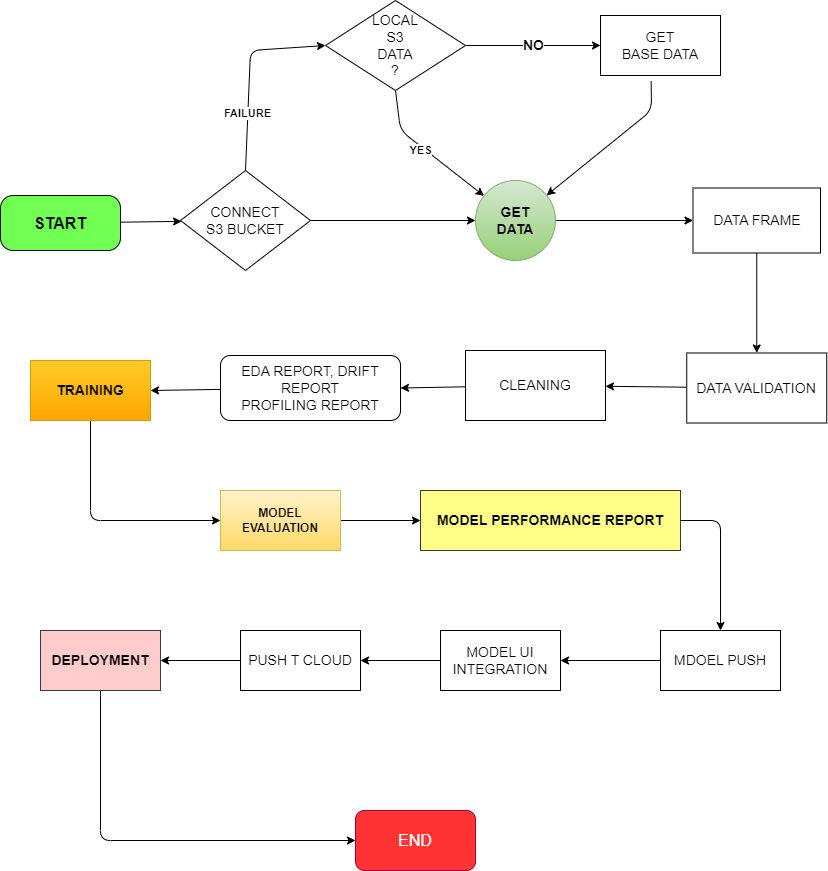 LOCAL
S3
DATA
?
NO
GET
BASE DATA
FAILURE
YES
START
CONNECT
S3 BUCKET
GET
DATA
DATA FRAME
TRAINING
EDA REPORT, DRIFT
REPORT
PROFILING REPORT
CLEANING
DATA VALIDATION
MODEL
EVALUATION
MODEL PERFORMANCE REPORT
DEPLOYMENT
PUSH T CLOUD
MODEL UI
INTEGRATION
MDOEL PUSH
END